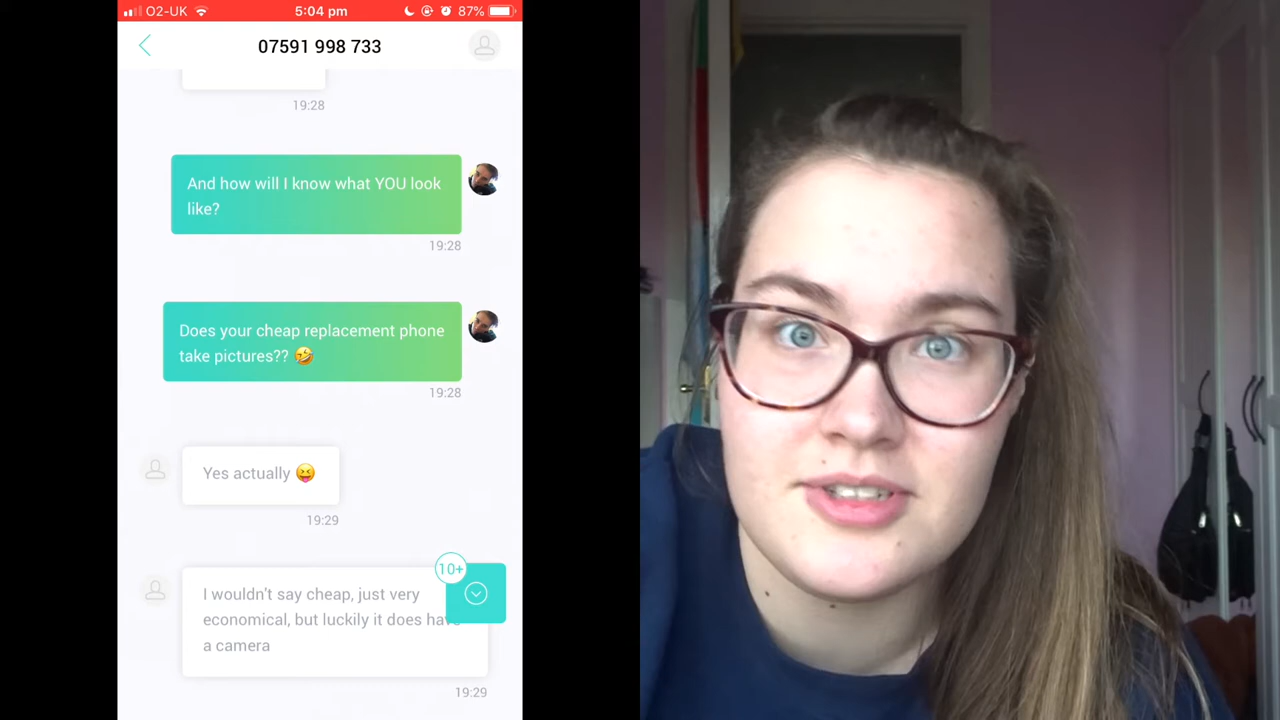 O2-UK 5:04 pm 87%
07591 998 733
19:28
And how will I know what YOU look
like?
19:28
Does your cheap replacement phone
take pictures?? 🤣
19:28
Yes actually 😝
19:29
10+
I wouldn't say cheap, just very
economical, but luckily it does have
a camera
19:29